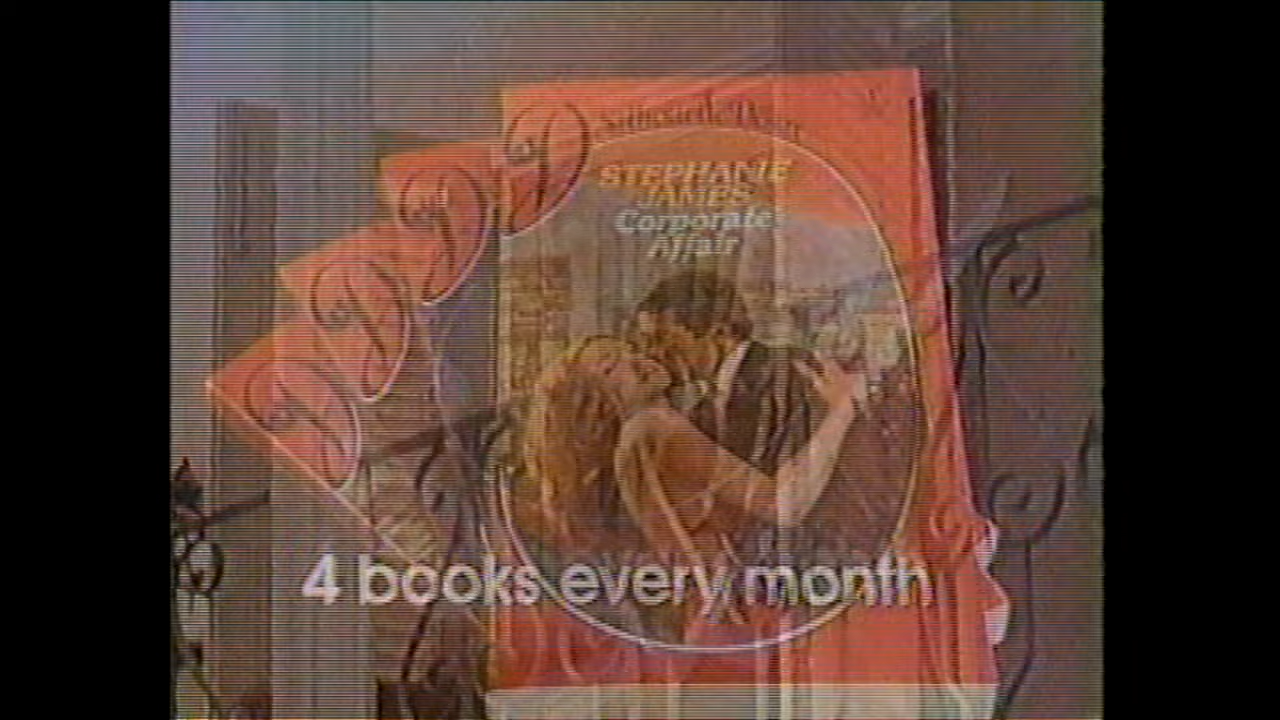 Silhouette Desire
STEPHANIE
JAMES
Corporate
Affair
4 books every month